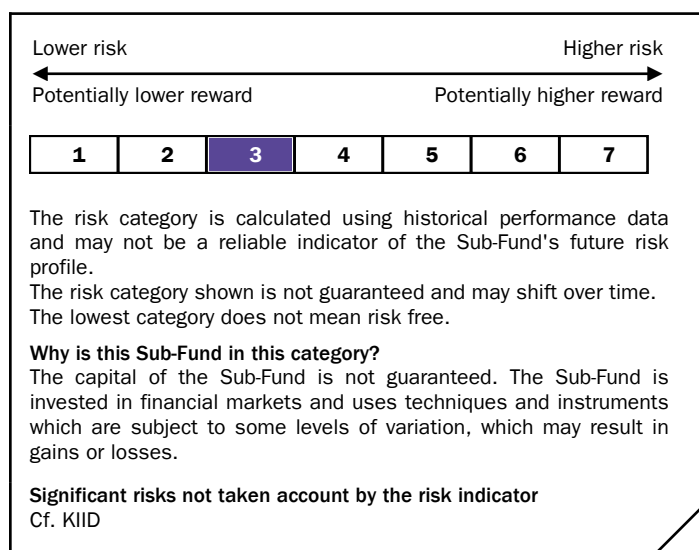 Lower risk Higher risk
Potentially lower reward Potentially higher reward
1 2 3 4 5 6 7
The risk category is calculated using historical performance data
and may not be a reliable indicator of the Sub-Fund's future risk
profile.
The risk category shown is not guaranteed and may shift over time.
The lowest category does not mean risk free.
Why is this Sub-Fund in this category?
The capital of the Sub-Fund is not guaranteed. The Sub-Fund is
invested in financial markets and uses techniques and instruments
which are subject to some levels of variation, which may result in
gains or losses.
Significant risks not taken account by the risk indicator
Cf. KIID